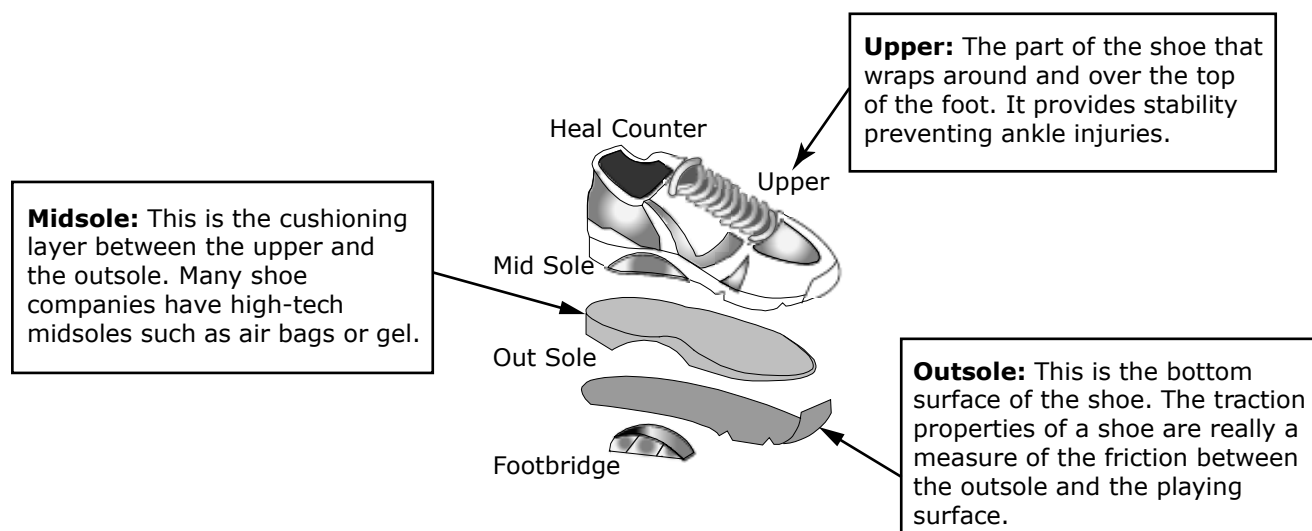 Upper: The part of the shoe that
wraps around and over the top
of the foot. It provides stability
preventing ankle injuries.
Heal Counter
Upper
Midsole: This is the cushioning
layer between the upper and
the outsole. Many shoe
companies have high-tech
midsoles such as air bags or gel.
Mid Sole
Out Sole
Outsole: This is the bottom
surface of the shoe. The traction
properties of a shoe are really a
measure of the friction between
the outsole and the playing
surface.
Footbridge